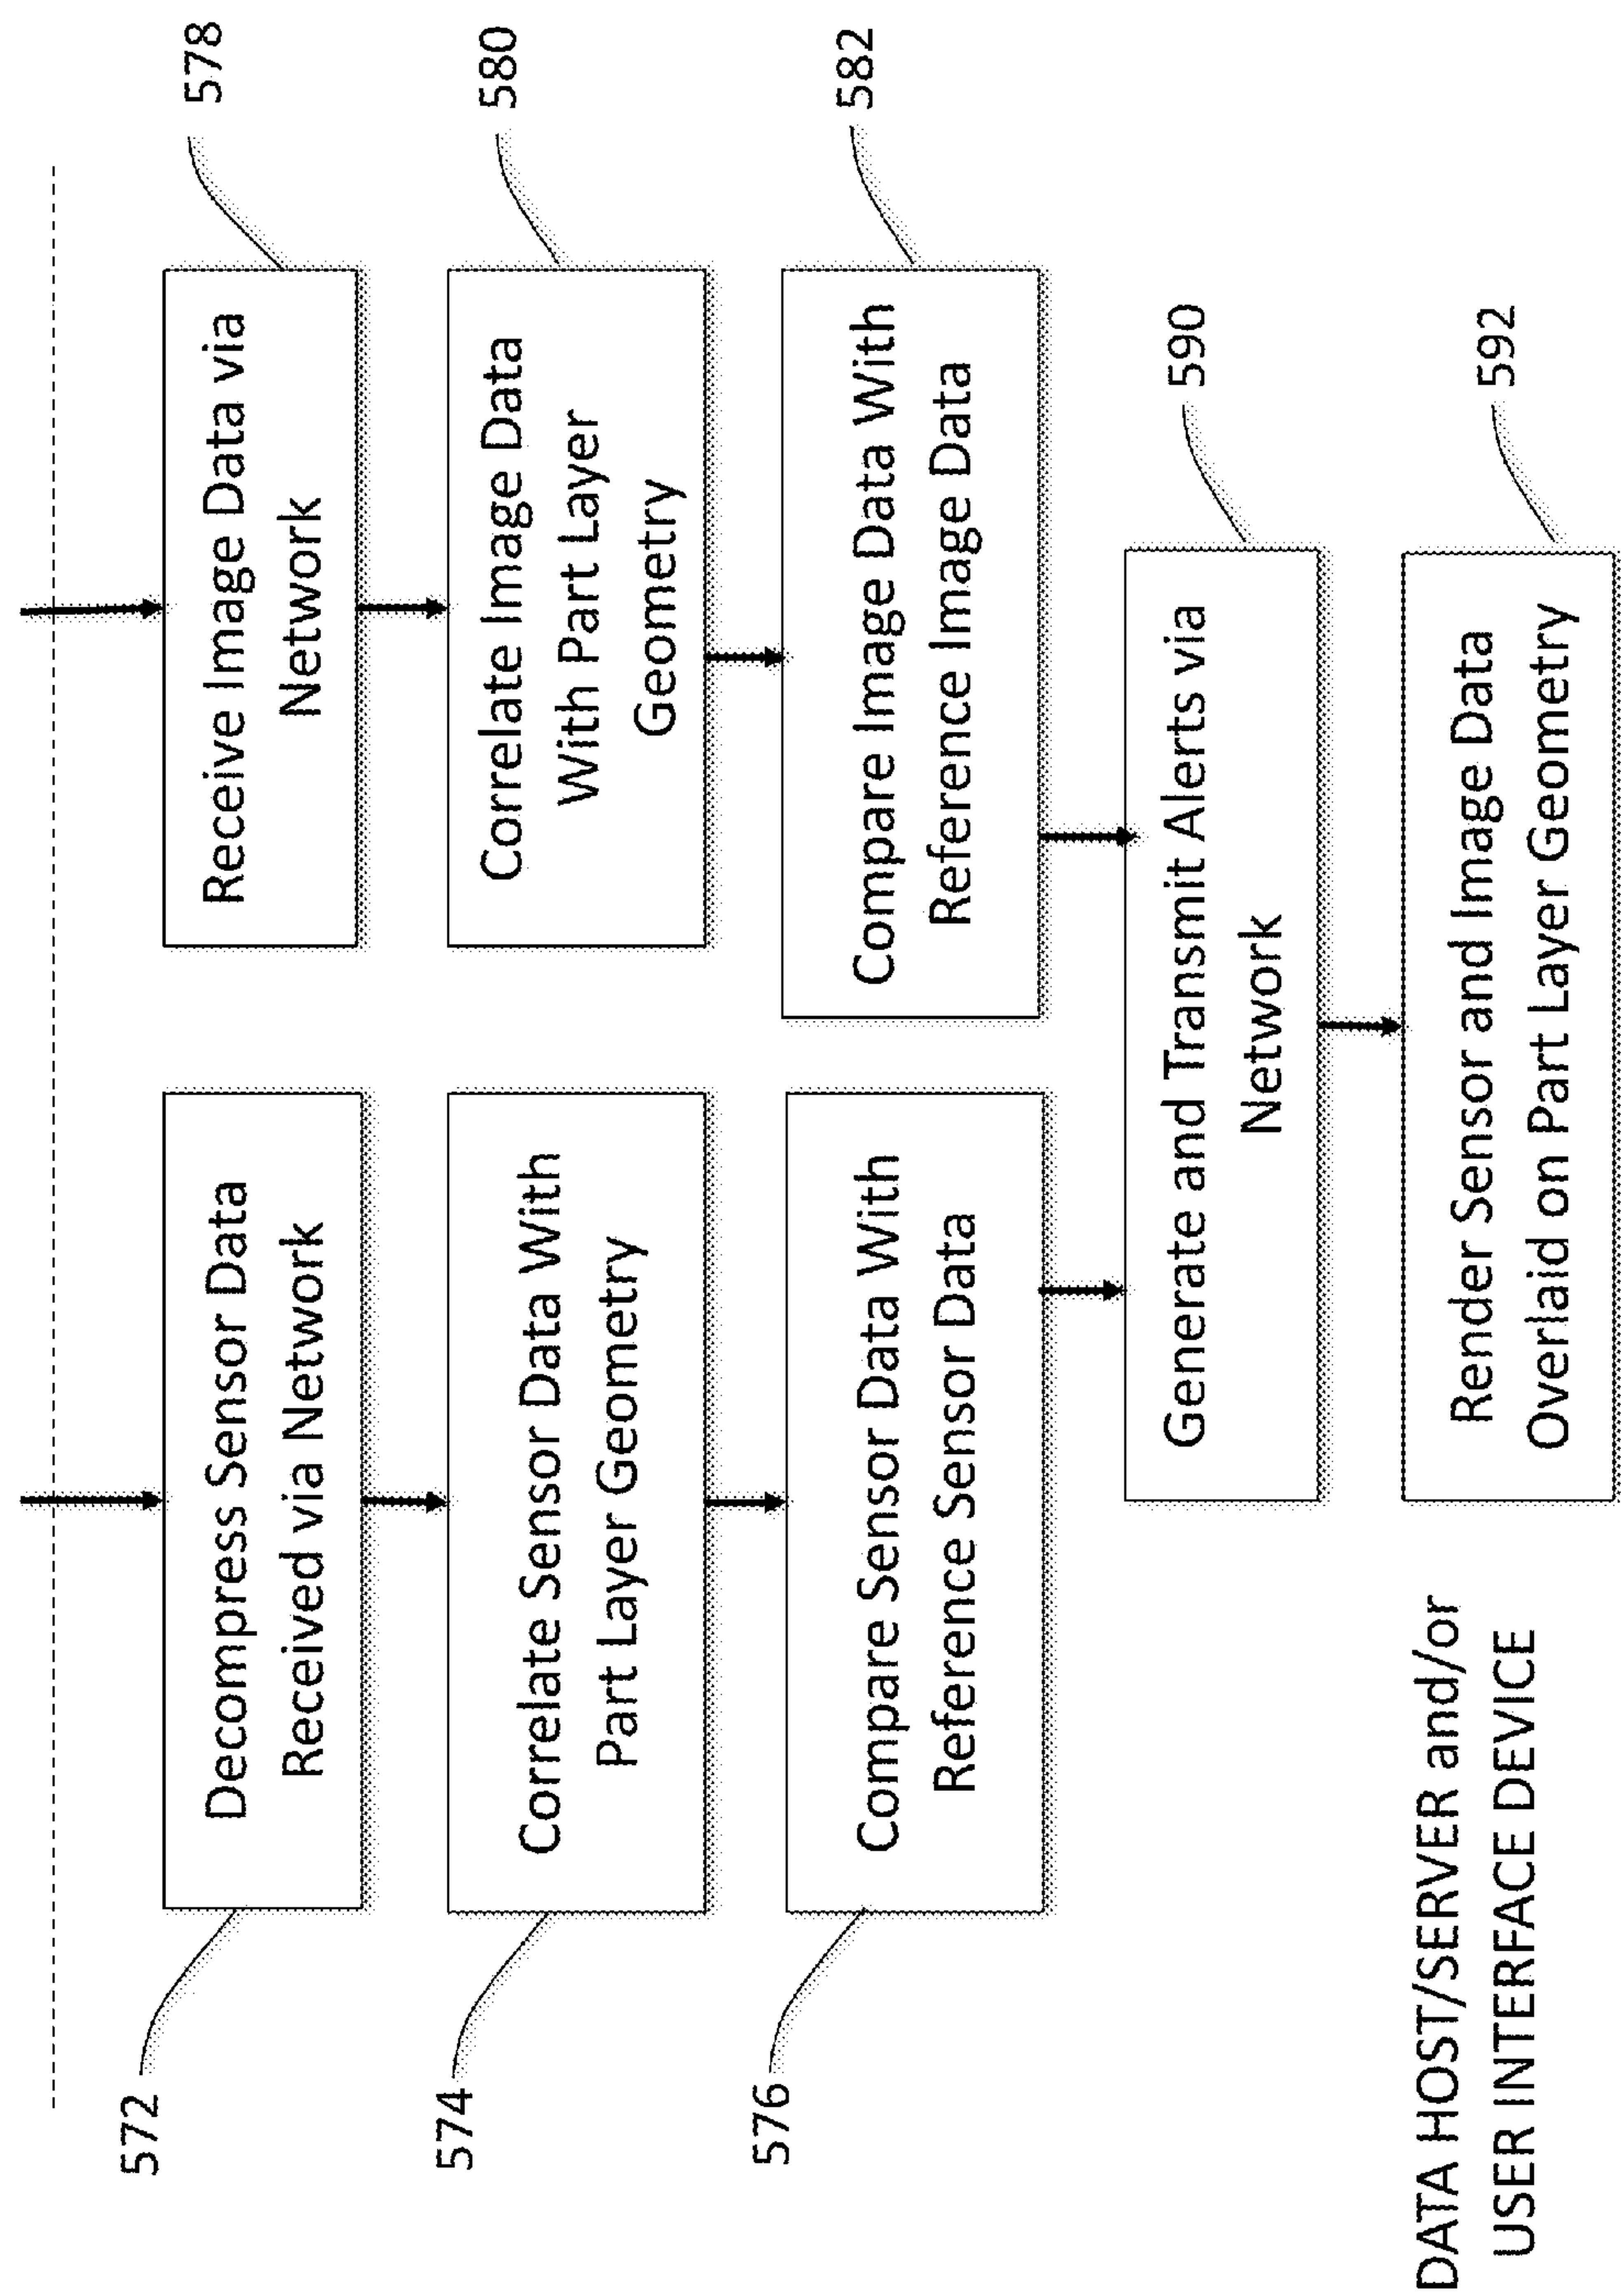 572
Decompress Sensor Data
Received via Network
Receive Image Data via
Network
578
574
Correlate Sensor Data With
Part Layer Geometry
Correlate Image Data
With Part Layer
Geometry
580
576
Compare Sensor Data With
Reference Sensor Data
Compare Image Data With
Reference Image Data
582
Generate and Transmit Alerts via
Network
590
Render Sensor and Image Data
Overlaid on Part Layer Geometry
592
DATA HOST/SERVER and/or
USER INTERFACE DEVICE